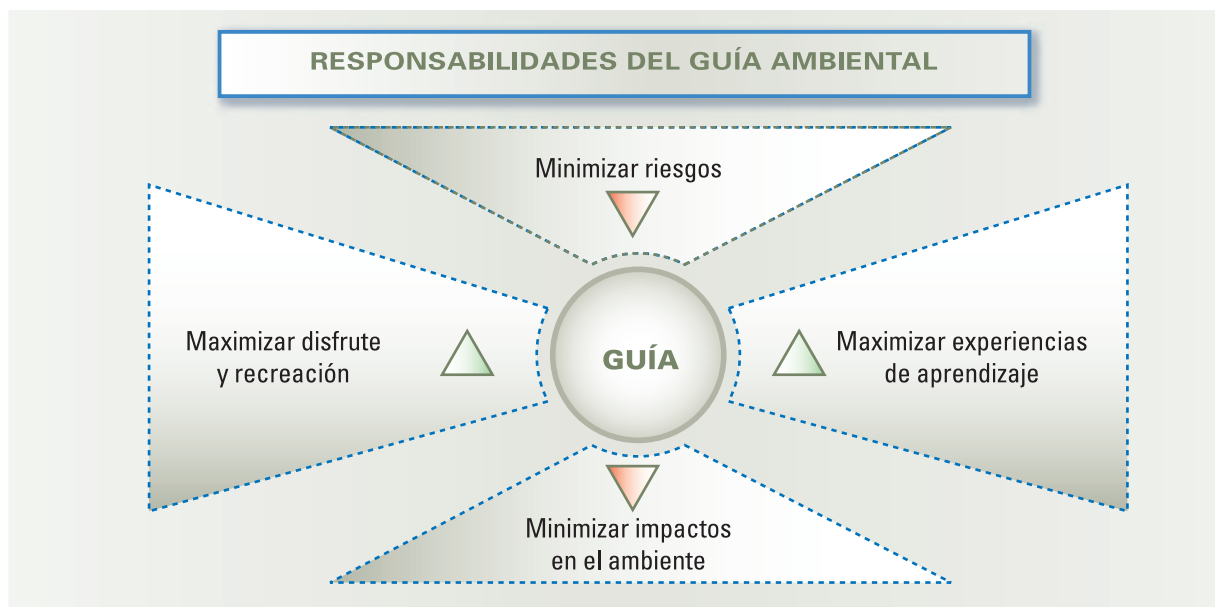 RESPONSABILIDADES DEL GUÍA AMBIENTAL
Minimizar riesgos
Maximizar disfrute
y recreación
GUÍA
Maximizar experiencias
de aprendizaje
Minimizar impactos
en el ambiente